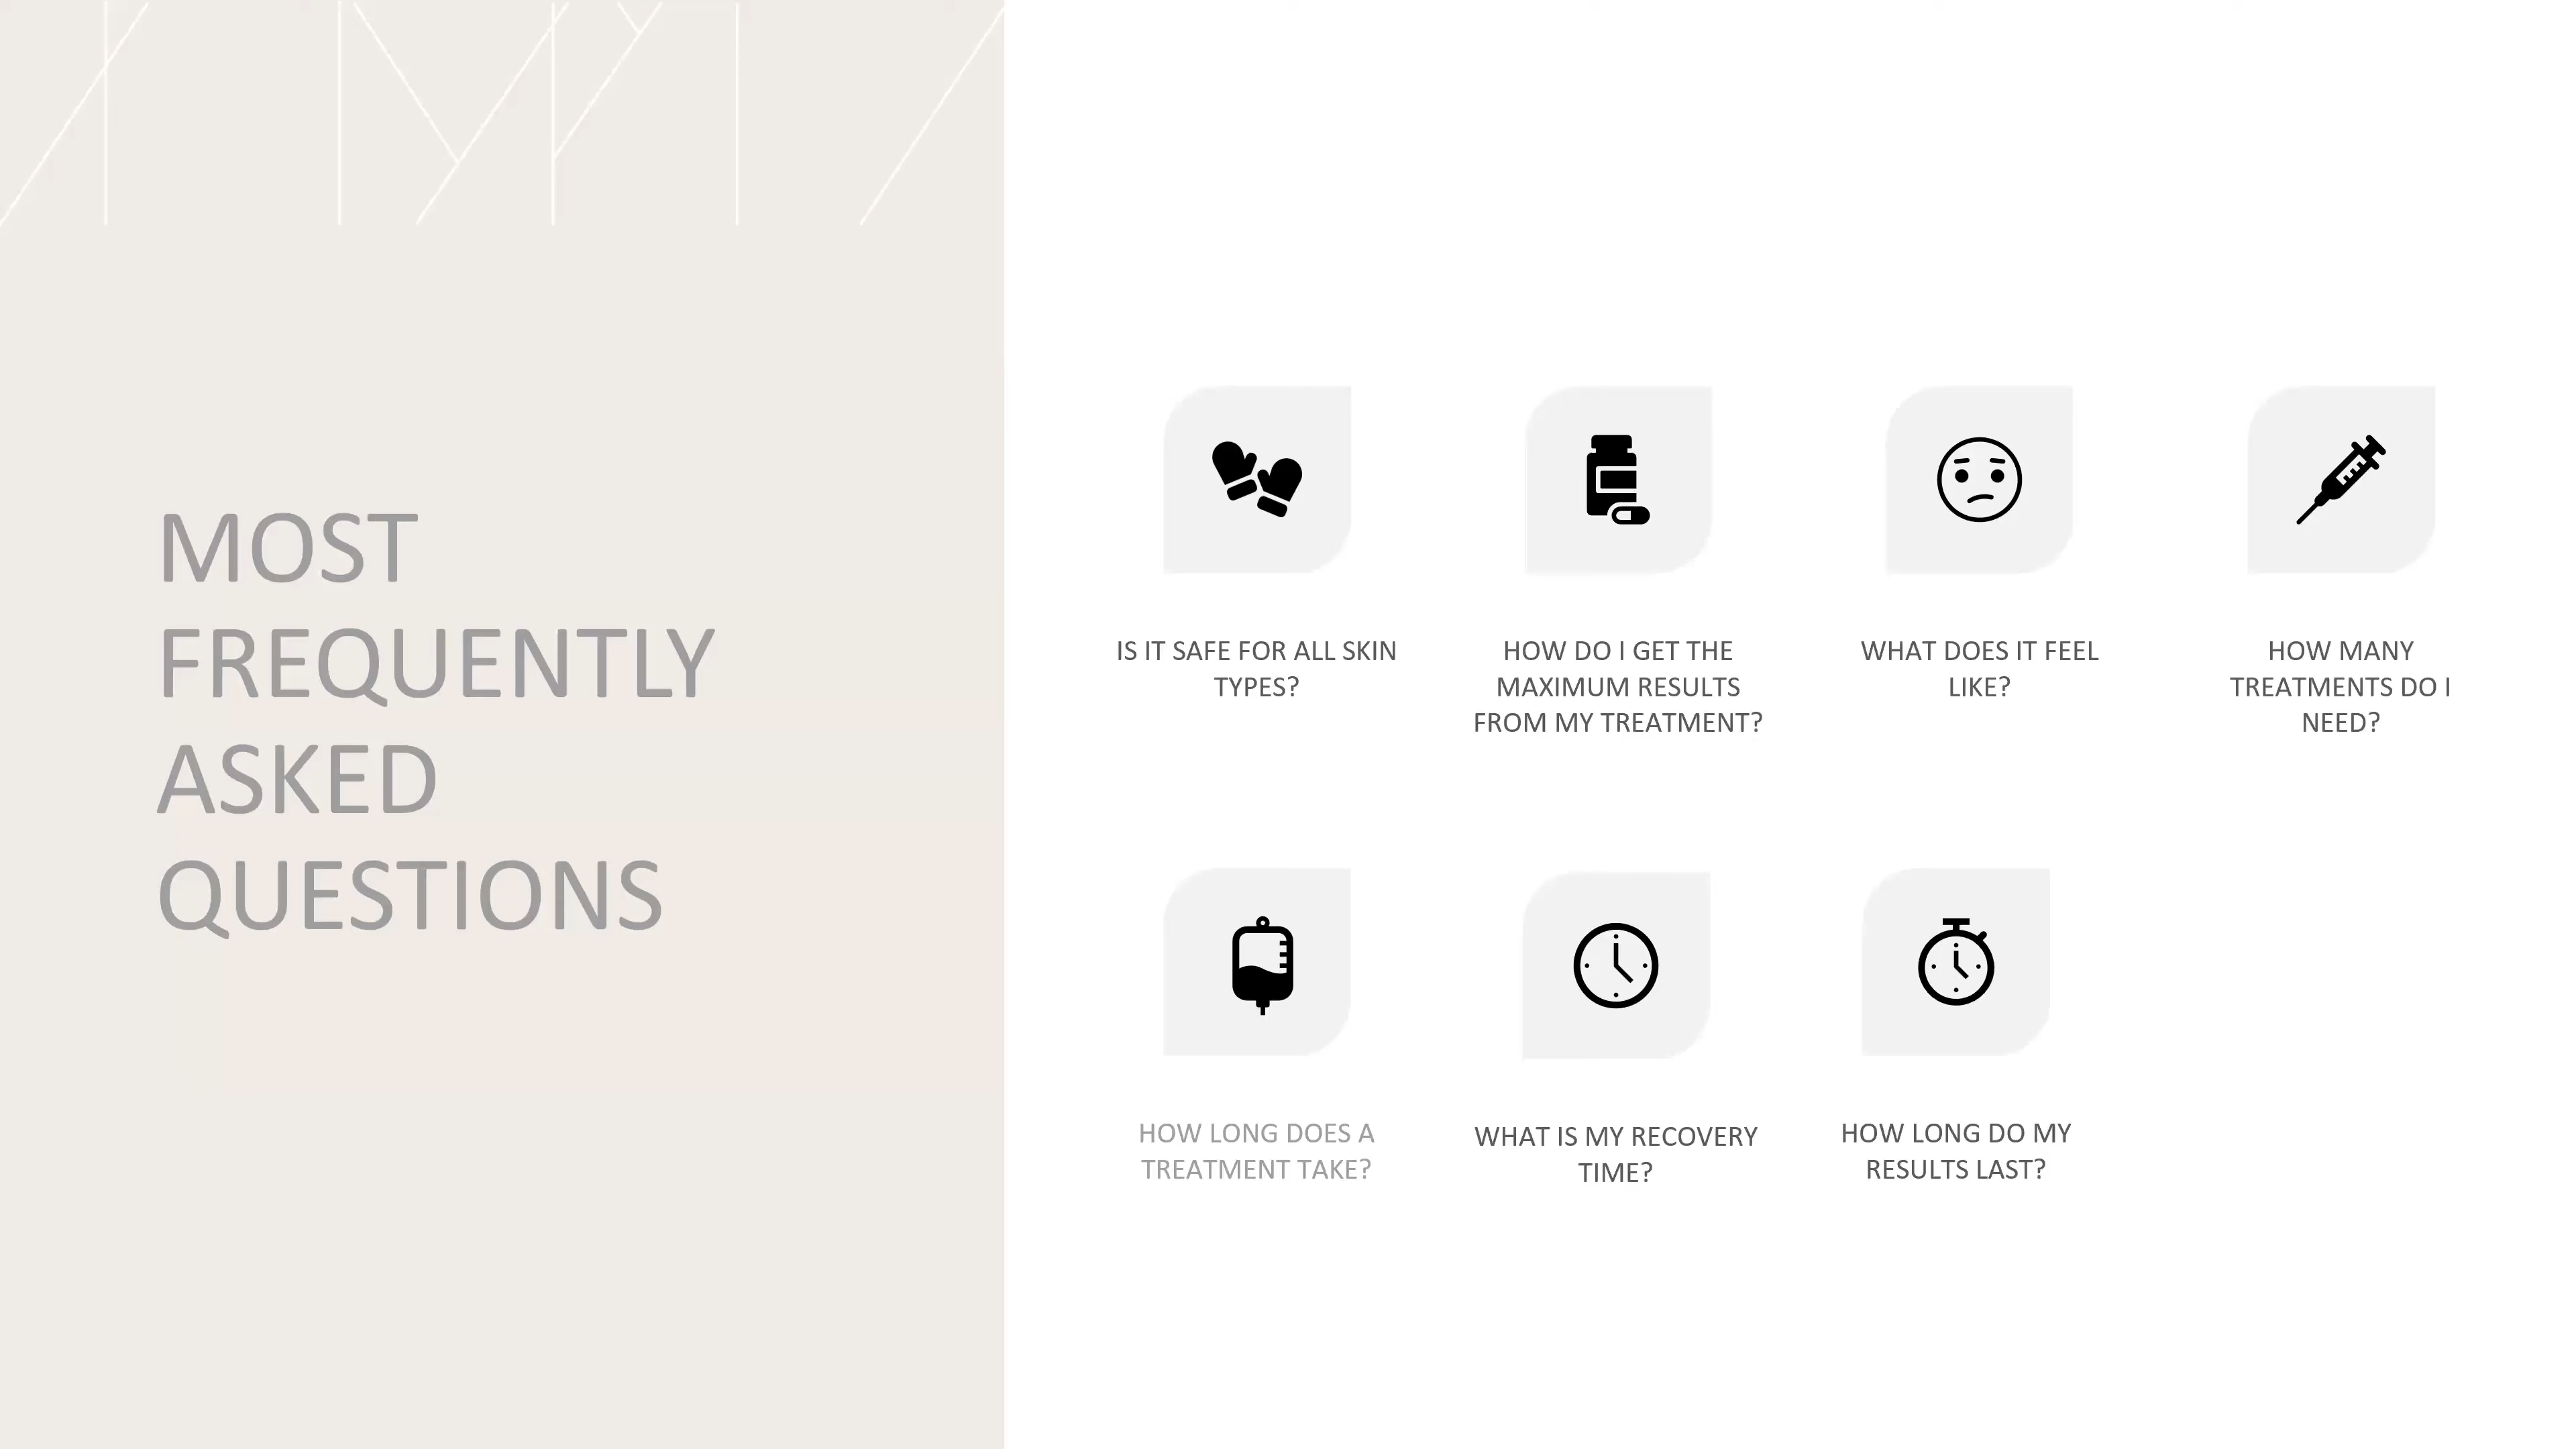 MOST
FREQUENTLY
ASKED
QUESTIONS
IS IT SAFE FOR ALL SKIN
TYPES?
HOW DO I GET THE
MAXIMUM RESULTS
FROM MY TREATMENT?
WHAT DOES IT FEEL
LIKE?
HOW MANY
TREATMENTS DO I
NEED?
HOW LONG DOES A
TREATMENT TAKE?
WHAT IS MY RECOVERY
TIME?
HOW LONG DO MY
RESULTS LAST?